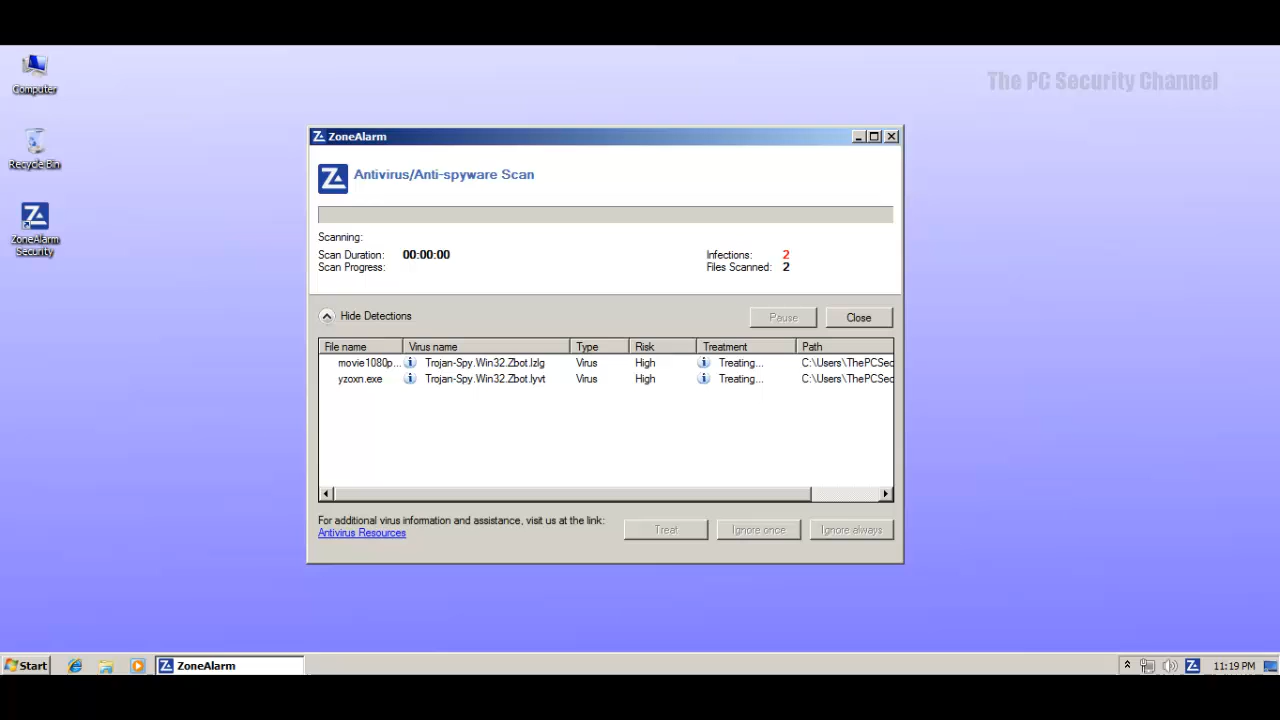 The PC Security Channel
Computer
Recycle Bin
ZoneAlarm
Security
ZoneAlarm
Antivirus/Anti-spyware Scan
Scanning:
Scan Duration: 00:00:00 Infections: 2
Scan Progress: Files Scanned: 2
Hide Detections Pause Close
File name Virus name Type Risk Treatment Path
movie1080p... Trojan-Spy.Win32.Zbot.lzlg Virus High Treating... C:\Users\ThePCSec
yzoxn.exe Trojan-Spy.Win32.Zbot.lyvt Virus High Treating... C:\Users\ThePCSec
For additional virus information and assistance, visit us at the link:
Antivirus Resources
Treat Ignore once Ignore always
Start ZoneAlarm 11:19 PM